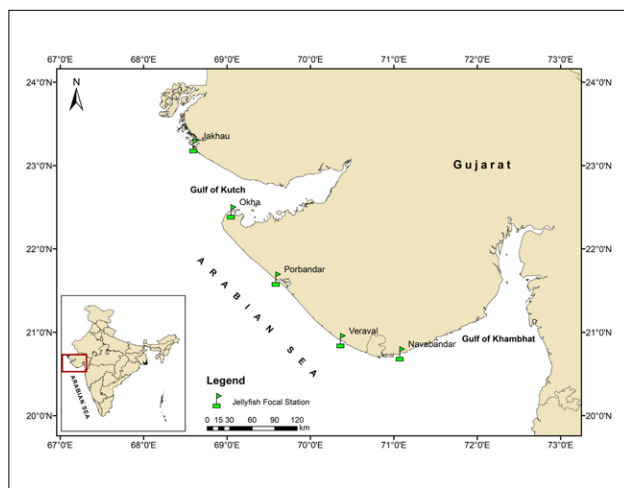 67°0'E 68°0'E 69°0'E 70°0'E 71°0'E 72°0'E 73°0'E
24°0'N 24°0'N
N
Jakhau
23°0'N 23°0'N
Gujarat
Gulf of Kutch
Okha
22°0'N 22°0'N
ARABIAN SEA
Porbandar
Veraval
21°0'N 21°0'N
Gulf of Khambhat
Navabandar
ARABIAN SEA
Legend
Jellyfish Focal Station
0 15 30 60 90 120
km
20°0'N 20°0'N
67°0'E 68°0'E 69°0'E 70°0'E 71°0'E 72°0'E 73°0'E